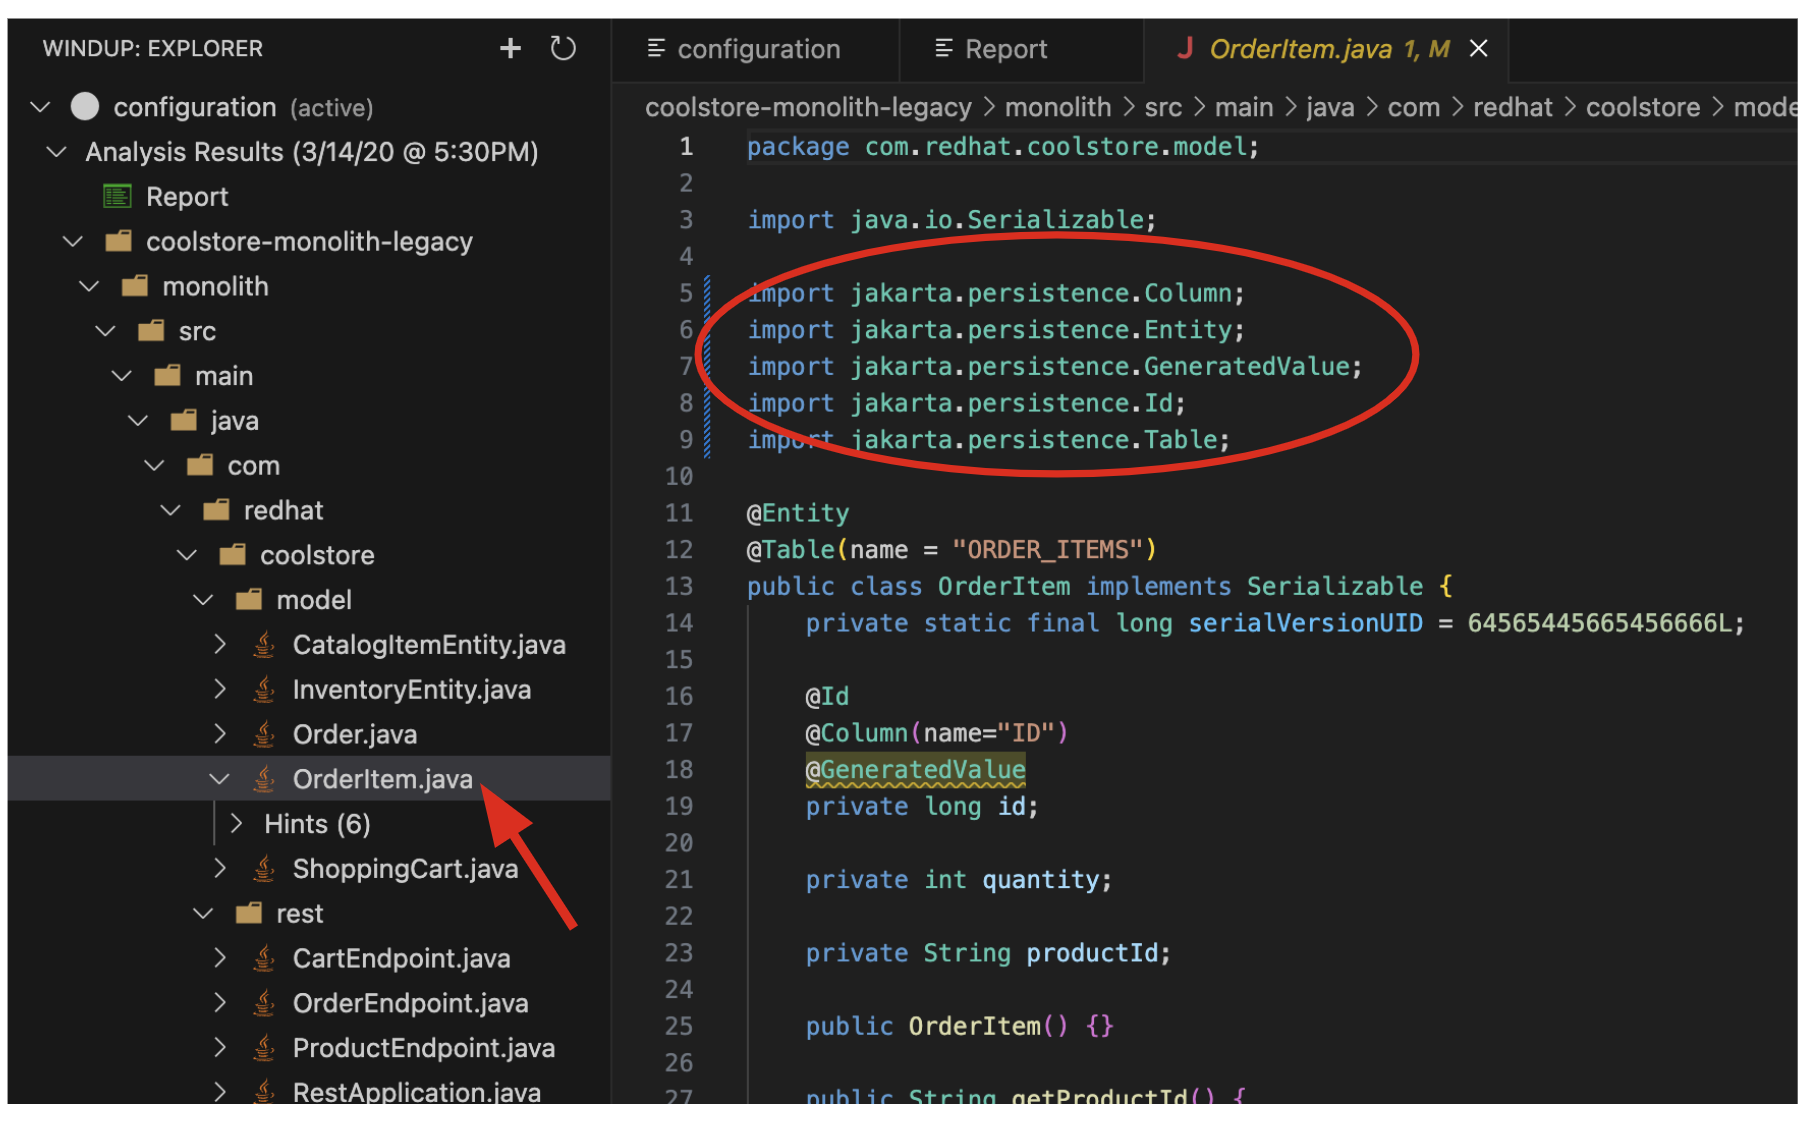 WINDUP: EXPLORER
configuration (active)
Analysis Results (3/14/20 @ 5:30PM)
Report
coolstore-monolith-legacy
monolith
src
main
java
com
redhat
coolstore
model
CatalogItemEntity.java
InventoryEntity.java
Order.java
OrderItem.java
Hints (6)
ShoppingCart.java
rest
CartEndpoint.java
OrderEndpoint.java
ProductEndpoint.java
RestApplication.java
configuration
Report
J OrderItem.java 1, M
coolstore-monolith-legacy > monolith > src > main > java > com > redhat > coolstore > mode
1 package com.redhat.coolstore.model;
2
3 import java.io.Serializable;
4
5 import jakarta.persistence.Column;
6 import jakarta.persistence.Entity;
7 import jakarta.persistence.GeneratedValue;
8 import jakarta.persistence.Id;
9 import jakarta.persistence.Table;
10
11 @Entity
12 @Table(name = "ORDER_ITEMS")
13 public class OrderItem implements Serializable {
14 private static final long serialVersionUID = 64565445665456666L;
15
16 @Id
17 @Column(name="ID")
18 @GeneratedValue
19 private long id;
20
21 private int quantity;
22
23 private String productId;
24
25 public OrderItem() {}
26
27 public String getProductId() {